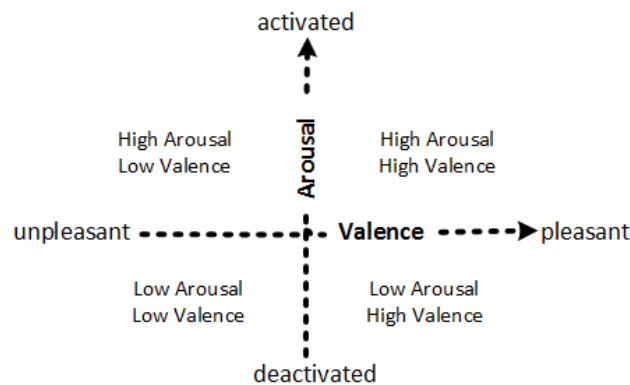 activated
High Arousal
Low Valence
Arousal
High Arousal
High Valence
unpleasant
Valence
pleasant
Low Arousal
Low Valence
Low Arousal
High Valence
deactivated